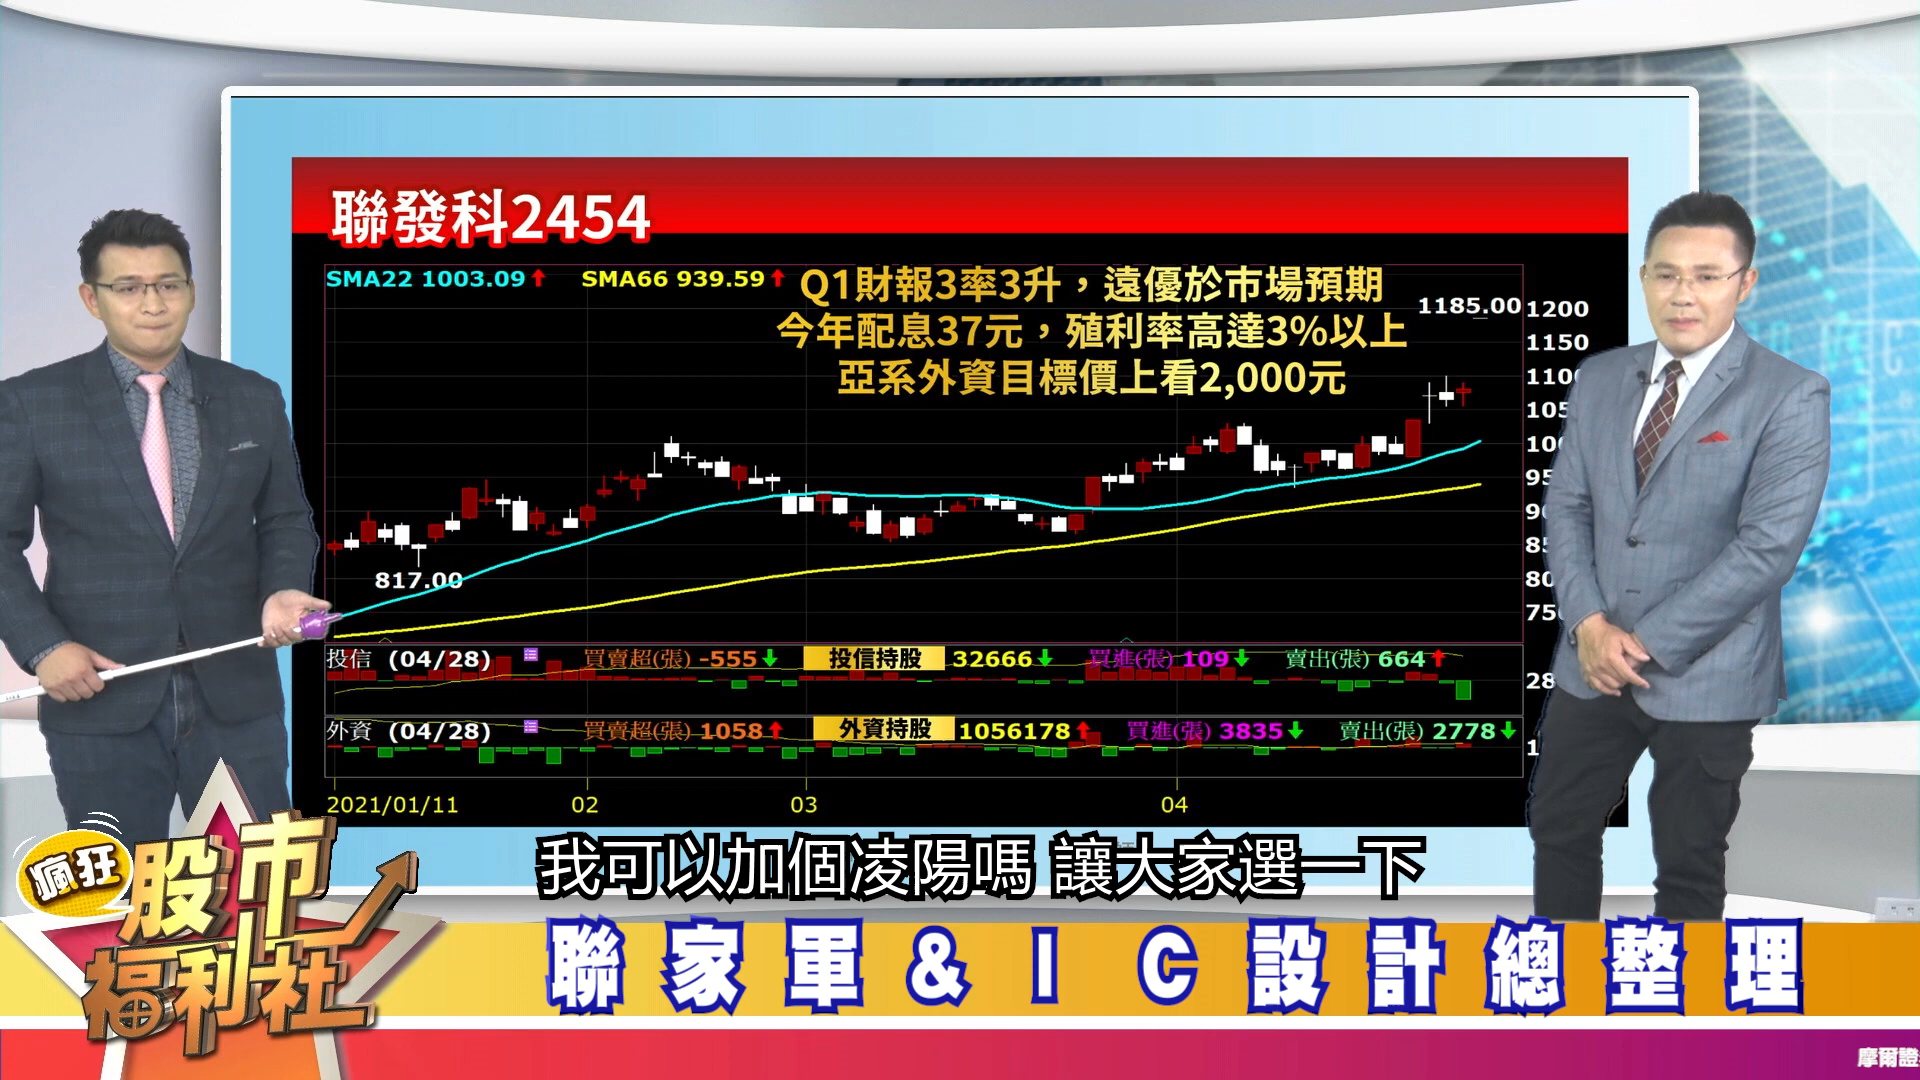 聯發科2454
SMA22 1003.09↑ SMA66 939.59↑
Q1財報3率3升，遠優於市場預期
今年配息37元，殖利率高達3%以上
亞系外資目標價上看2,000元
1185.00
1200
1150
817.00
投信 (04/28) 買賣超(張) -555↓ 投信持股 32666↓ 買進(張) 109↓ 賣出(張) 664↑
外資 (04/28) 買賣超(張) 1058↑ 外資持股 1056178↑ 買進(張) 3835↓ 賣出(張) 2778↓
2021/01/11 02 03 04
我可以加個凌陽嗎 讓大家選一下
瘋狂
股市
福利社
聯家軍&IC設計總整理
摩爾證